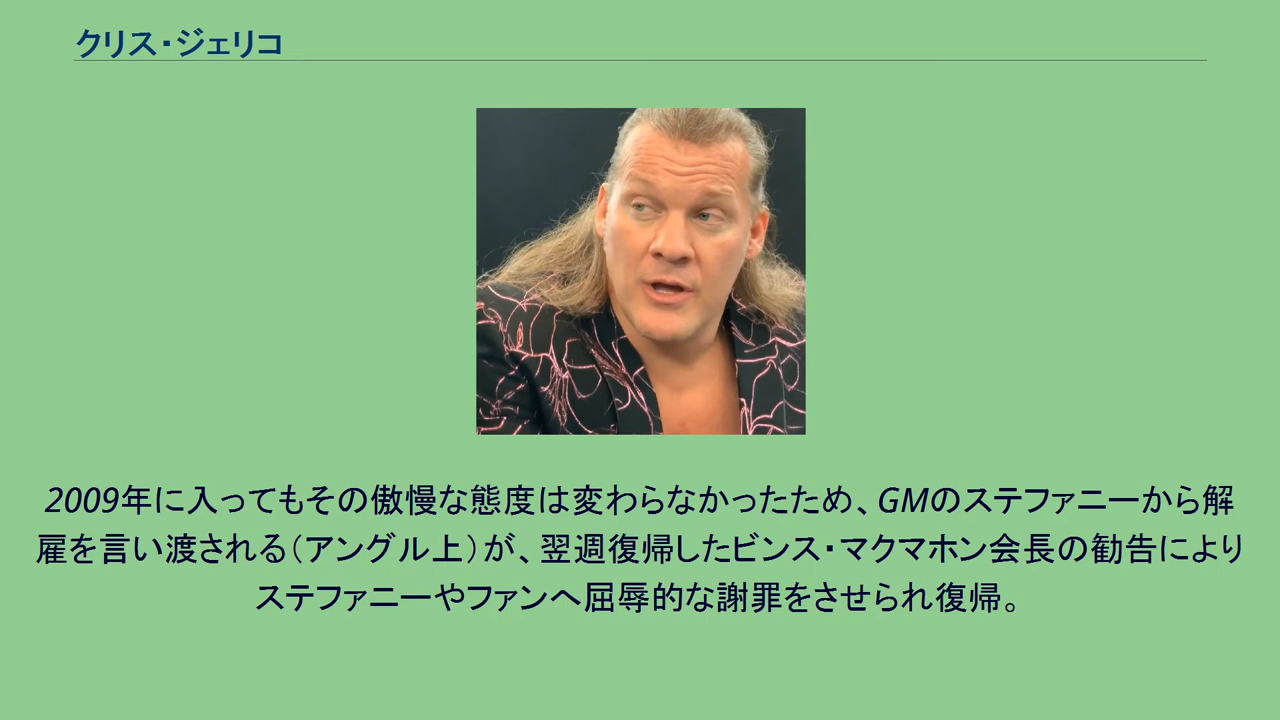 クリス・ジェリコ
2009年に入ってもその傲慢な態度は変わらなかったため、GMのステファニーから解
雇を言い渡される（アングル上）が、翌週復帰したビンス・マクマホン会長の勧告により
ステファニーやファンへ屈辱的な謝罪をさせられ復帰。